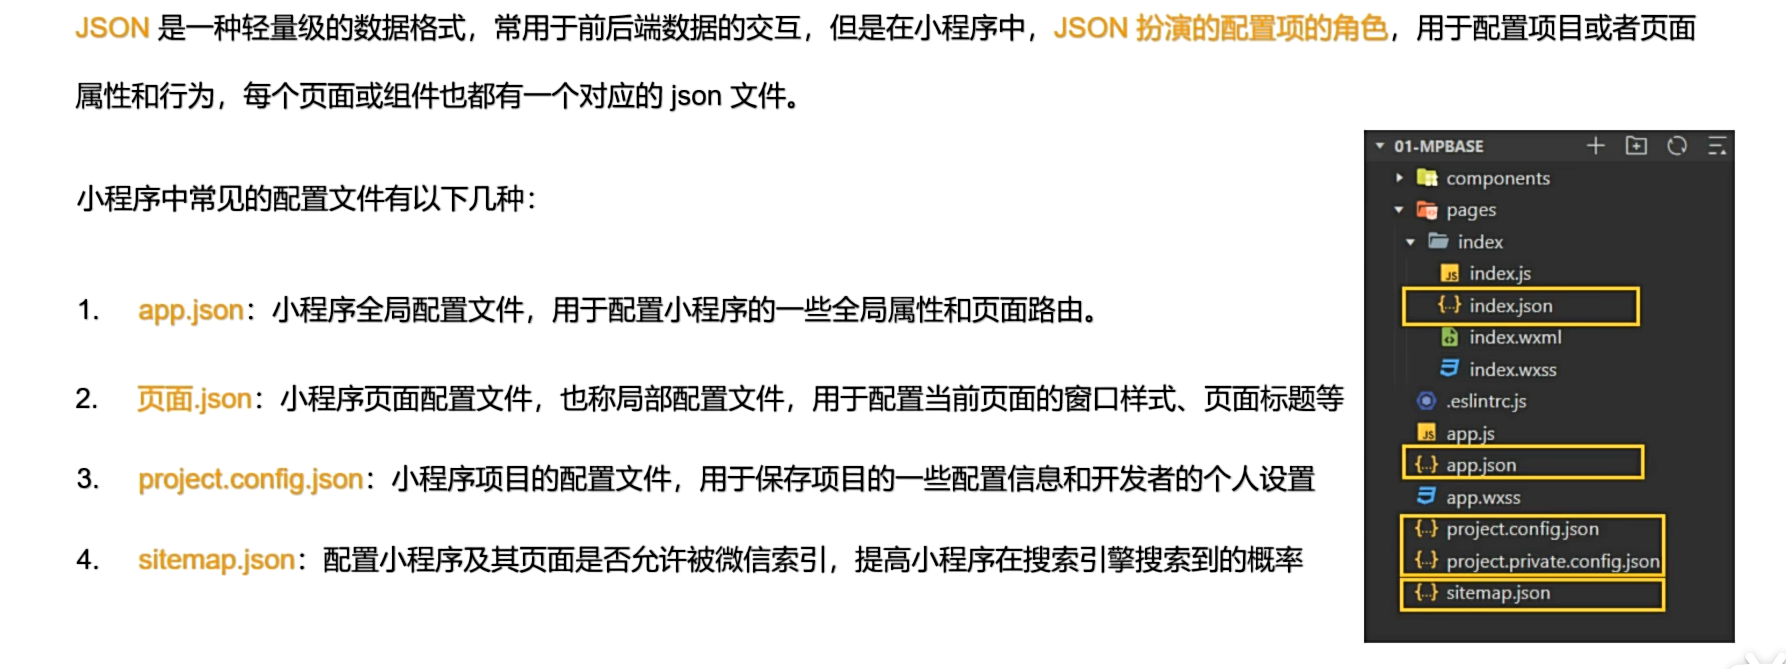 JSON 是一种轻量级的数据格式，常用于前后端数据的交互，但是在小程序中，JSON 扮演的配置项的角色，用于配置项目或者页面
属性和行为，每个页面或组件也都有一个对应的 json 文件。
小程序中常见的配置文件有以下几种：
1. app.json：小程序全局配置文件，用于配置小程序的一些全局属性和页面路由。
2. 页面.json：小程序页面配置文件，也称局部配置文件，用于配置当前页面的窗口样式、页面标题等
3. project.config.json：小程序项目的配置文件，用于保存项目的一些配置信息和开发者的个人设置
4. sitemap.json：配置小程序及其页面是否允许被微信索引，提高小程序在搜索引擎搜索到的概率
01-MPBASE
components
pages
index
index.js
index.json
index.wxml
index.wxss
.eslintrc.js
app.js
app.json
app.wxss
project.config.json
project.private.config.json
sitemap.json